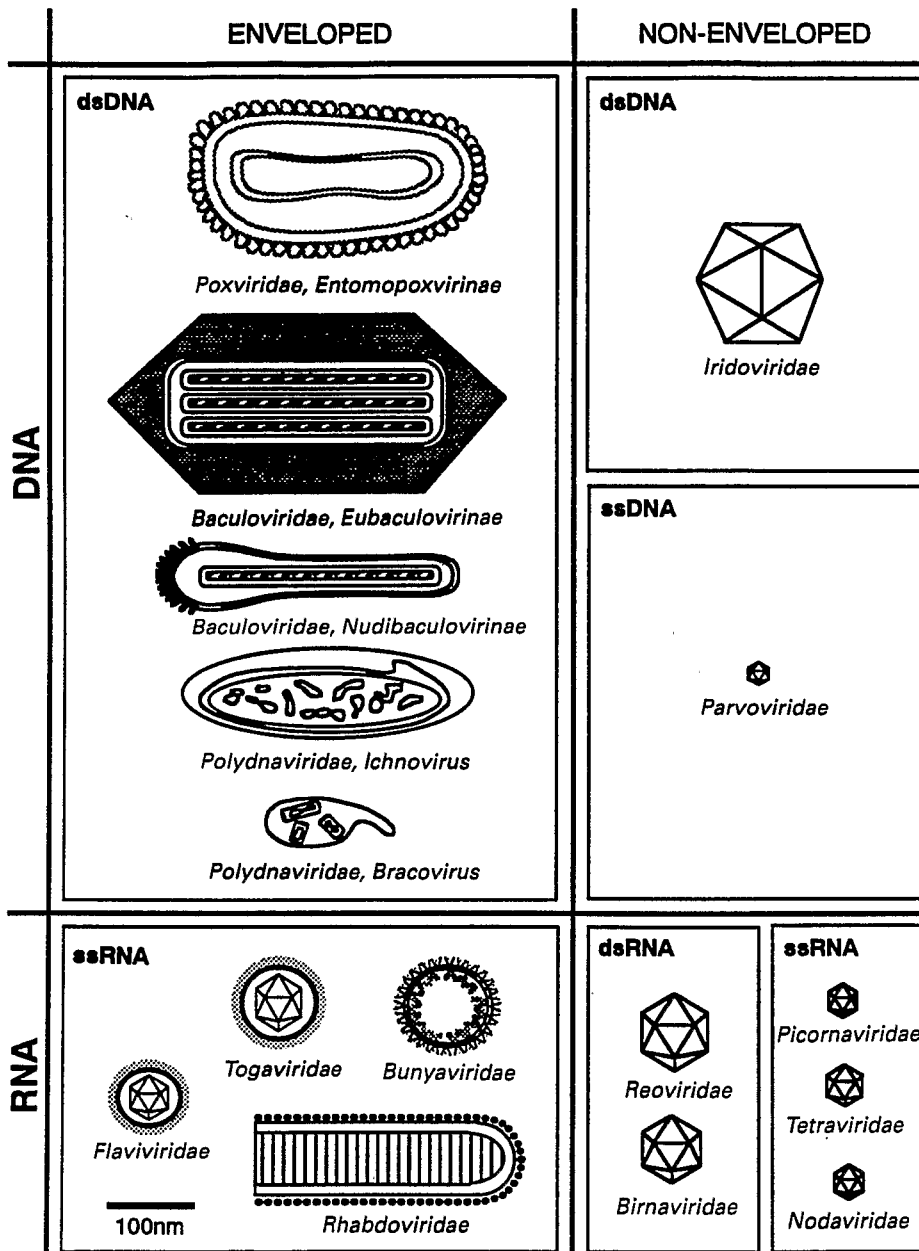 ENVELOPED
NON-ENVELOPED
DNA
dsDNA
Poxviridae, Entomopoxvirinae
Baculoviridae, Eubaculovirinae
Baculoviridae, Nudibaculovirinae
Polydnaviridae, Ichnovirus
Polydnaviridae, Bracovirus
dsDNA
Iridoviridae
ssDNA
Parvoviridae
RNA
ssRNA
Togaviridae
Bunyaviridae
Flaviviridae
Rhabdoviridae
100nm
dsRNA
Reoviridae
Birnaviridae
ssRNA
Picornaviridae
Tetraviridae
Nodaviridae